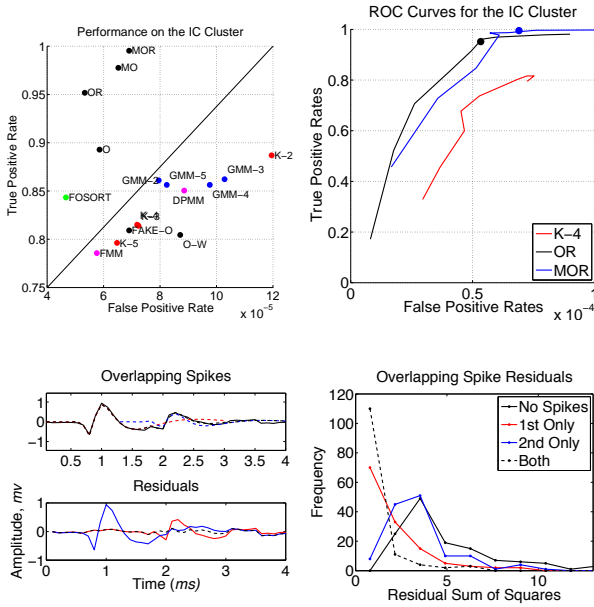 Performance on the IC Cluster
True Positive Rate
1
0.95
0.9
0.85
0.8
0.75
MOR
MO
OR
O
K−2
GMM−2
GMM−5
GMM−3
GMM−4
DPMM
FOSORT
FAKE−O
K−5
O−W
FMM
4
6
8
10
12
False Positive Rate
x 10⁻⁵
ROC Curves for the IC Cluster
True Positive Rates
1
0.8
0.6
0.4
0.2
0
K−4
OR
MOR
0
0.5
1
False Positive Rates
x 10⁻⁴
Overlapping Spikes
1
0
−1
0.5
1
1.5
2
2.5
3
3.5
4
Residuals
Amplitude, mv
1
0
−1
0
1
2
3
4
Time (ms)
Overlapping Spike Residuals
Frequency
120
100
80
60
40
20
0
No Spikes
1st Only
2nd Only
Both
0
5
10
Residual Sum of Squares